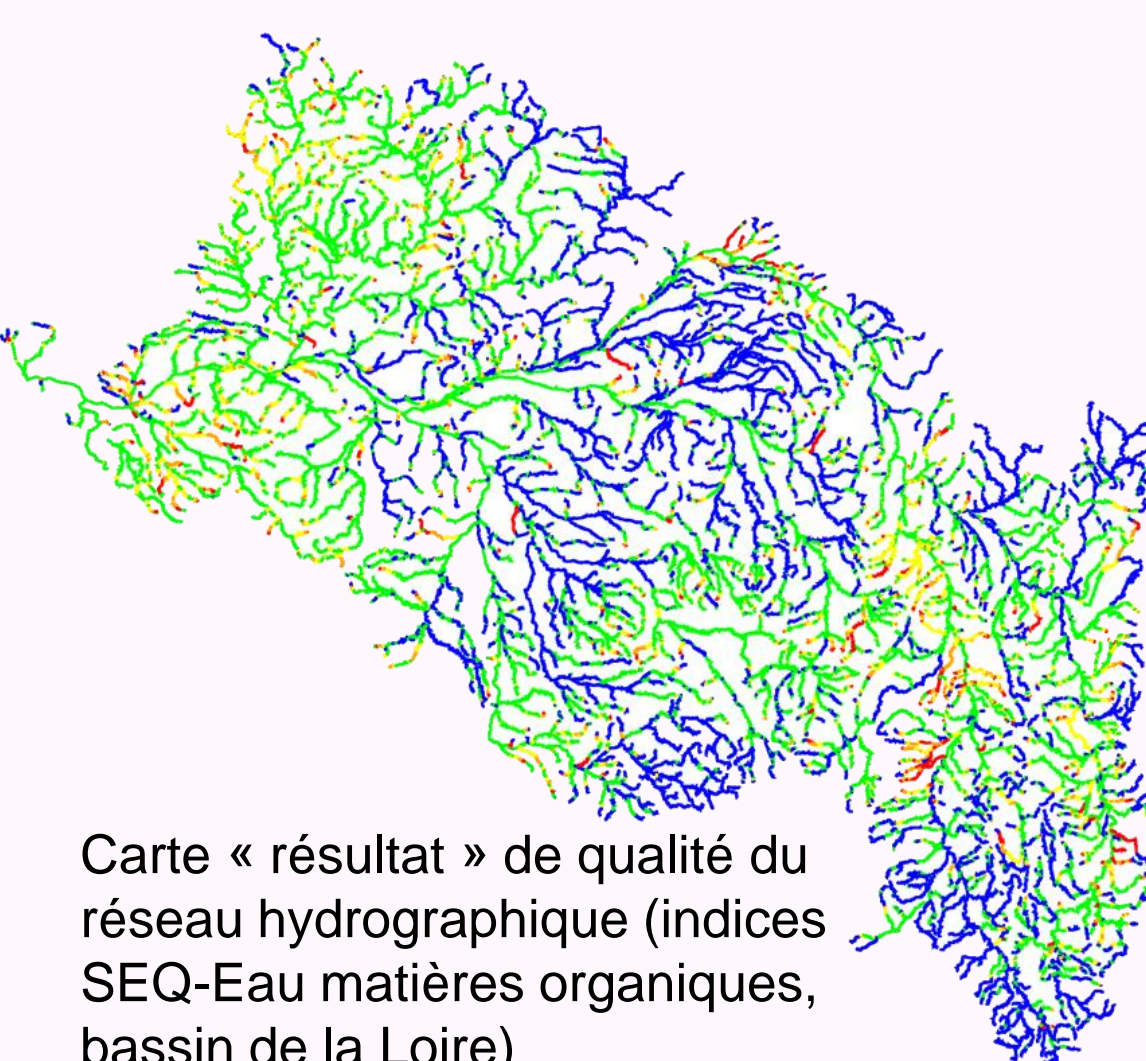 Carte « résultat » de qualité du
réseau hydrographique (indices
SEQ-Eau matières organiques,
bassin de la Loire)